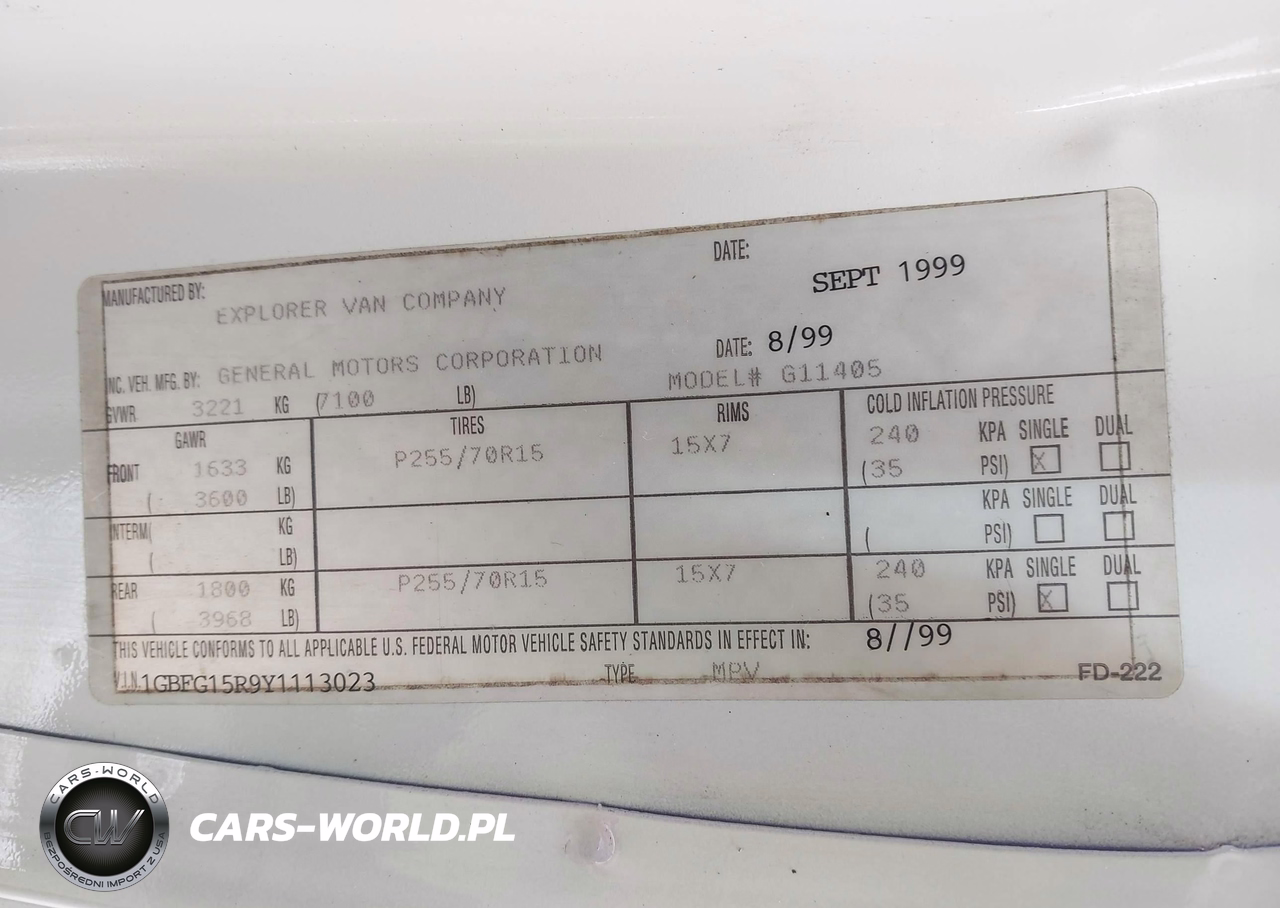 MANUFACTURED BY: EXPLORER VAN COMPANY DATE: SEPT 1999
INC. VEH. MFG. BY: GENERAL MOTORS CORPORATION DATE: 8/99
GVWR 3221 KG (7100 LB) MODEL# G11405
GAWR TIRES RIMS COLD INFLATION PRESSURE
FRONT 1633 KG P255/70R15 15X7 240 KPA SINGLE DUAL
( 3600 LB) (35 PSI) X
INTERM( KG KPA SINGLE DUAL
( LB) ( PSI)
REAR 1800 KG P255/70R15 15X7 240 KPA SINGLE DUAL
( 3968 LB) (35 PSI) X
THIS VEHICLE CONFORMS TO ALL APPLICABLE U.S. FEDERAL MOTOR VEHICLE SAFETY STANDARDS IN EFFECT IN: 8//99
V.I.N. 1GBFG15R9Y1113023 TYPE MPV FD-222
CARS-WORLD
CW
BEZPOŚREDNI IMPORT Z USA
CARS-WORLD.PL